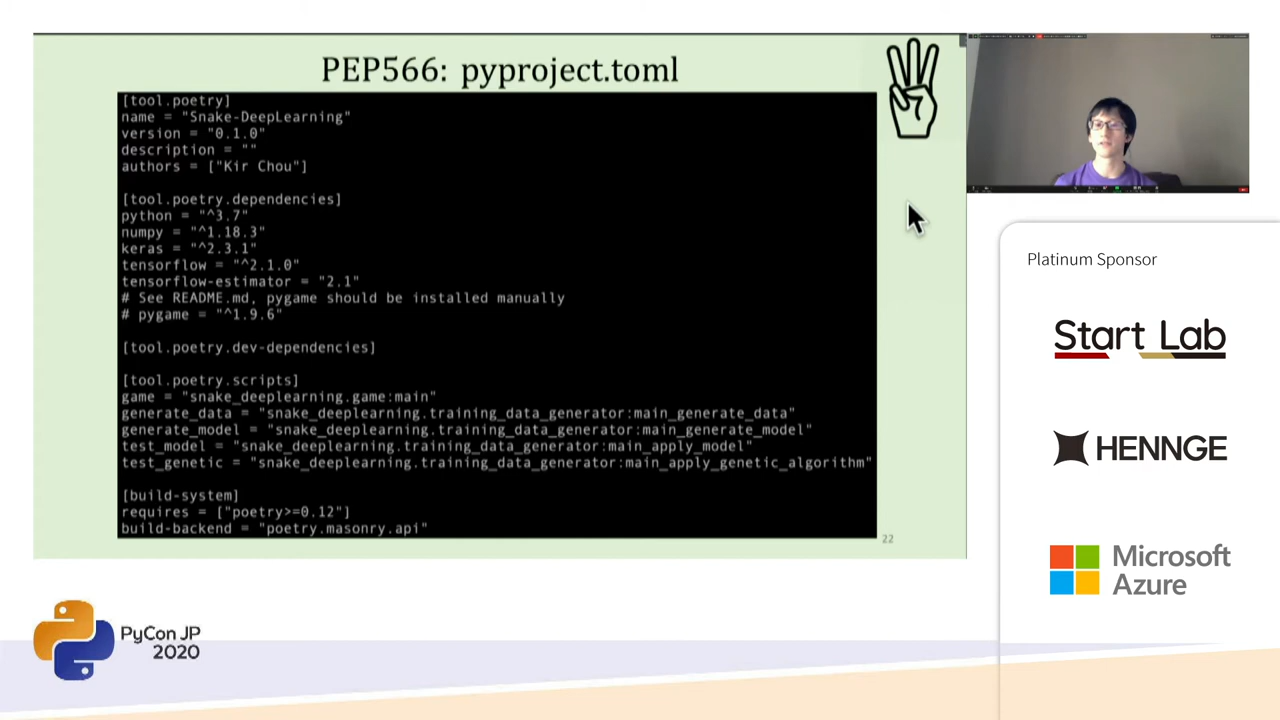 PEP566: pyproject.toml
[tool.poetry]
name = "Snake-DeepLearning"
version = "0.1.0"
description = ""
authors = ["Kir Chou"]
[tool.poetry.dependencies]
python = "^3.7"
numpy = "^1.18.3"
keras = "^2.3.1"
tensorflow = "^2.1.0"
tensorflow-estimator = "2.1"
# See README.md, pygame should be installed manually
# pygame = "^1.9.6"
[tool.poetry.dev-dependencies]
[tool.poetry.scripts]
game = "snake_deeplearning.game:main"
generate_data = "snake_deeplearning.training_data_generator:main_generate_data"
generate_model = "snake_deeplearning.training_data_generator:main_generate_model"
test_model = "snake_deeplearning.training_data_generator:main_apply_model"
test_genetic = "snake_deeplearning.training_data_generator:main_apply_genetic_algorithm"
[build-system]
requires = ["poetry>=0.12"]
build-backend = "poetry.masonry.api"
22
Platinum Sponsor
Start Lab
HENNGE
Microsoft
Azure
PyCon JP
2020